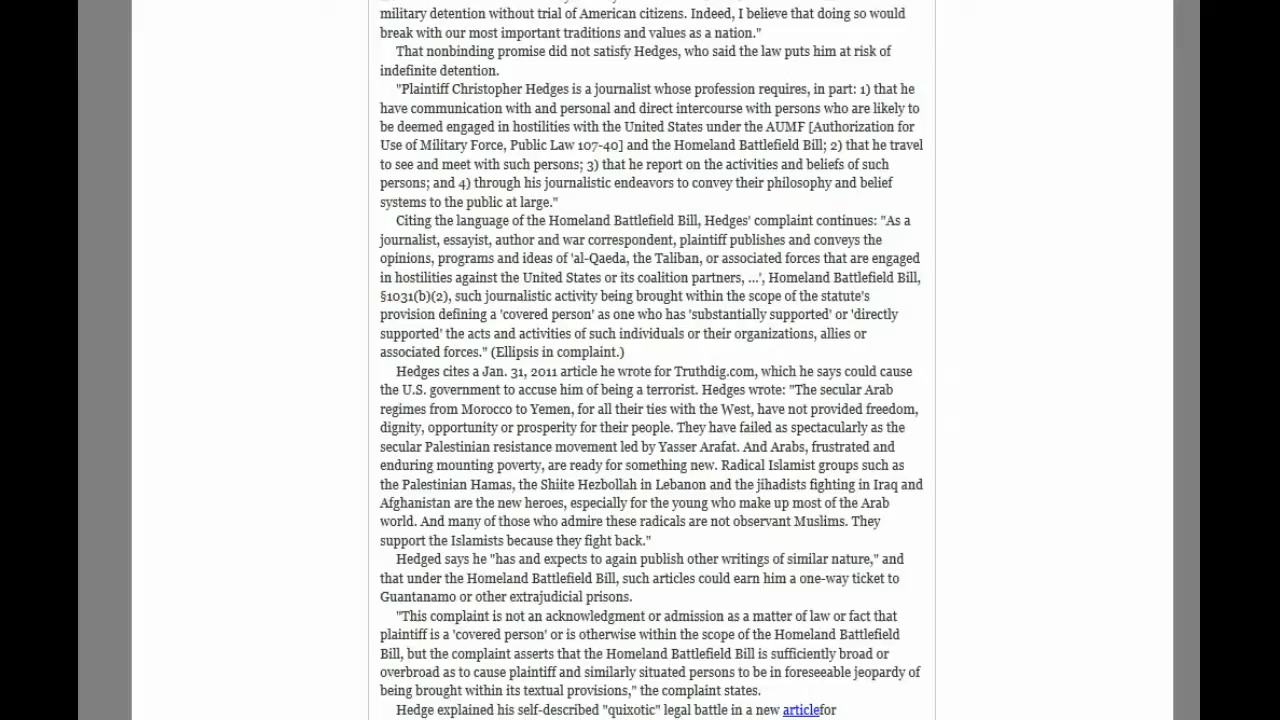 military detention without trial of American citizens. Indeed, I believe that doing so would
break with our most important traditions and values as a nation."
That nonbinding promise did not satisfy Hedges, who said the law puts him at risk of
indefinite detention.
"Plaintiff Christopher Hedges is a journalist whose profession requires, in part: 1) that he
have communication with and personal and direct intercourse with persons who are likely to
be deemed engaged in hostilities with the United States under the AUMF [Authorization for
Use of Military Force, Public Law 107-40] and the Homeland Battlefield Bill; 2) that he travel
to see and meet with such persons; 3) that he report on the activities and beliefs of such
persons; and 4) through his journalistic endeavors to convey their philosophy and belief
systems to the public at large."
Citing the language of the Homeland Battlefield Bill, Hedges' complaint continues: "As a
journalist, essayist, author and war correspondent, plaintiff publishes and conveys the
opinions, programs and ideas of 'al-Qaeda, the Taliban, or associated forces that are engaged
in hostilities against the United States or its coalition partners, ...', Homeland Battlefield Bill,
§1031(b)(2), such journalistic activity being brought within the scope of the statute's
provision defining a 'covered person' as one who has 'substantially supported' or 'directly
supported' the acts and activities of such individuals or their organizations, allies or
associated forces." (Ellipsis in complaint.)
Hedges cites a Jan. 31, 2011 article he wrote for Truthdig.com, which he says could cause
the U.S. government to accuse him of being a terrorist. Hedges wrote: "The secular Arab
regimes from Morocco to Yemen, for all their ties with the West, have not provided freedom,
dignity, opportunity or prosperity for their people. They have failed as spectacularly as the
secular Palestinian resistance movement led by Yasser Arafat. And Arabs, frustrated and
enduring mounting poverty, are ready for something new. Radical Islamist groups such as
the Palestinian Hamas, the Shiite Hezbollah in Lebanon and the jihadists fighting in Iraq and
Afghanistan are the new heroes, especially for the young who make up most of the Arab
world. And many of those who admire these radicals are not observant Muslims. They
support the Islamists because they fight back."
Hedged says he "has and expects to again publish other writings of similar nature," and
that under the Homeland Battlefield Bill, such articles could earn him a one-way ticket to
Guantanamo or other extrajudicial prisons.
"This complaint is not an acknowledgment or admission as a matter of law or fact that
plaintiff is a 'covered person' or is otherwise within the scope of the Homeland Battlefield
Bill, but the complaint asserts that the Homeland Battlefield Bill is sufficiently broad or
overbroad as to cause plaintiff and similarly situated persons to be in foreseeable jeopardy of
being brought within its textual provisions," the complaint states.
Hedge explained his self-described "quixotic" legal battle in a new articlefor